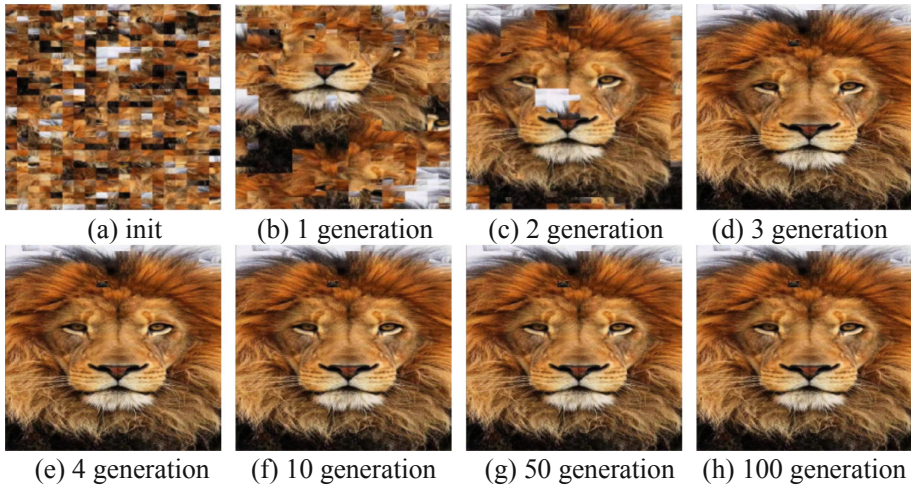 (a) init
(b) 1 generation
(c) 2 generation
(d) 3 generation
(e) 4 generation
(f) 10 generation
(g) 50 generation
(h) 100 generation